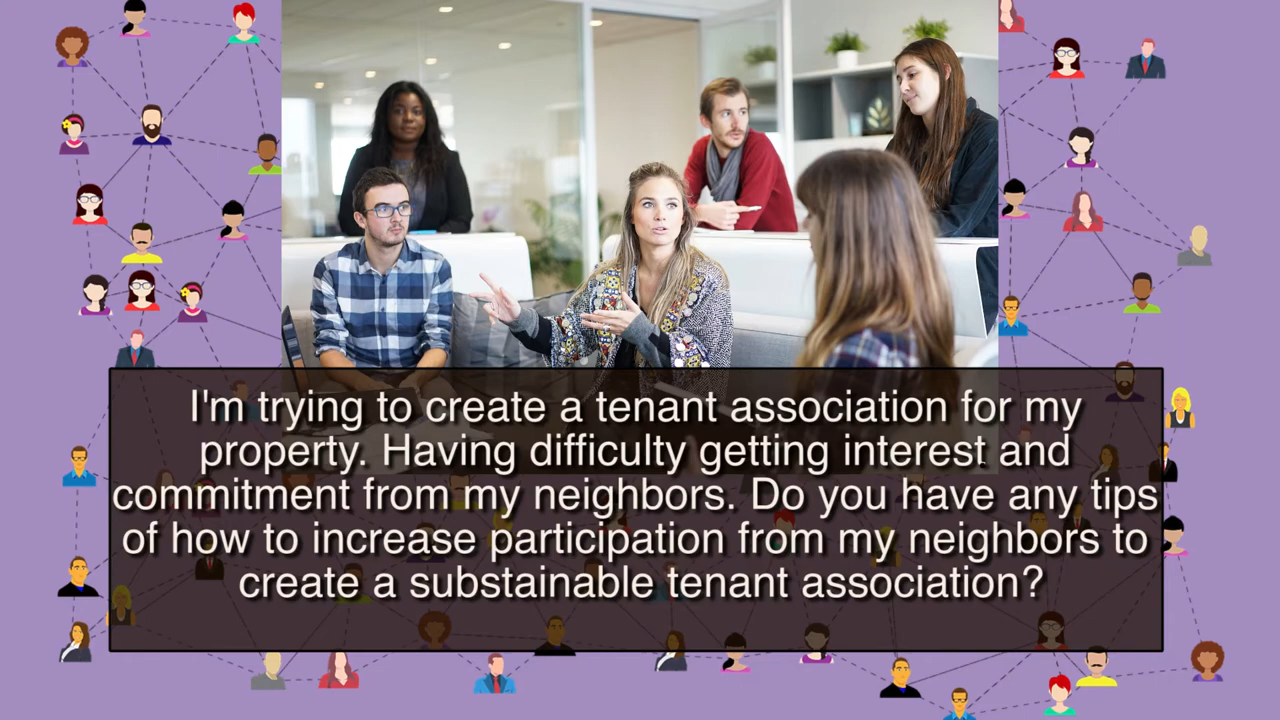 I'm trying to create a tenant association for my
property. Having difficulty getting interest and
commitment from my neighbors. Do you have any tips
of how to increase participation from my neighbors to
create a substainable tenant association?